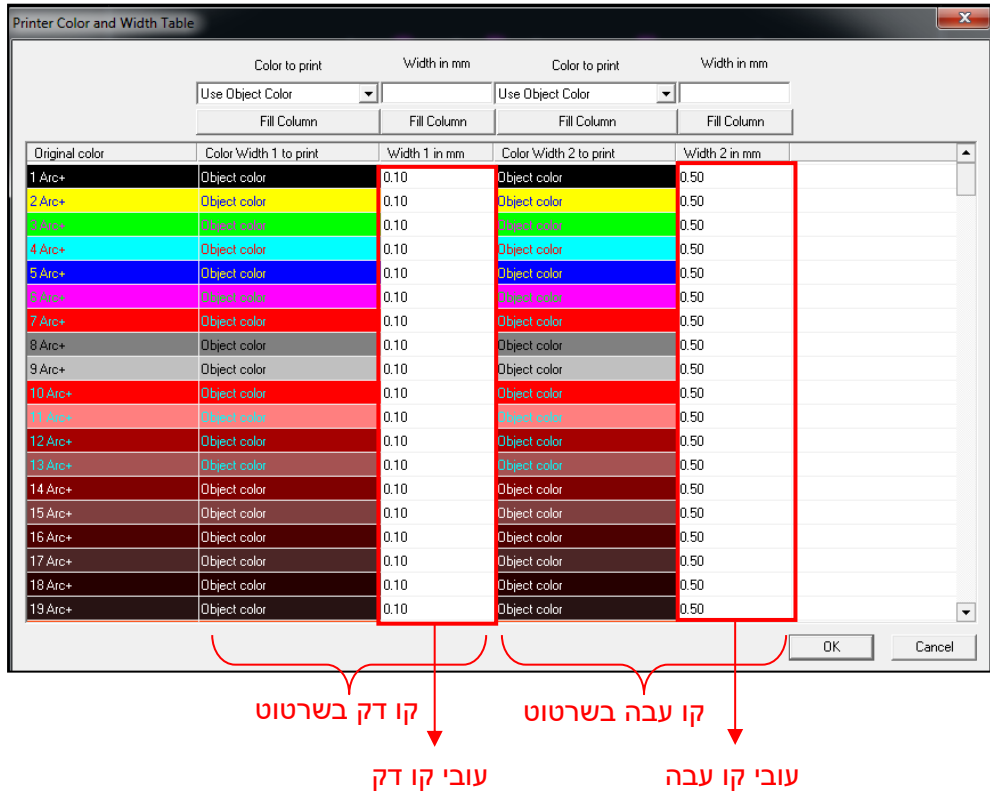 Printer Color and Width Table
Color to print Width in mm Color to print Width in mm
Use Object Color Use Object Color
Fill Column Fill Column Fill Column Fill Column
Original color Color Width 1 to print Width 1 in mm Color Width 2 to print Width 2 in mm
1 Arc+ Object color 0.10 Object color 0.50
2 Arc+ Object color 0.10 Object color 0.50
3 Arc+ Object color 0.10 Object color 0.50
4 Arc+ Object color 0.10 Object color 0.50
5 Arc+ Object color 0.10 Object color 0.50
6 Arc+ Object color 0.10 Object color 0.50
7 Arc+ Object color 0.10 Object color 0.50
8 Arc+ Object color 0.10 Object color 0.50
9 Arc+ Object color 0.10 Object color 0.50
10 Arc+ Object color 0.10 Object color 0.50
11 Arc+ Object color 0.10 Object color 0.50
12 Arc+ Object color 0.10 Object color 0.50
13 Arc+ Object color 0.10 Object color 0.50
14 Arc+ Object color 0.10 Object color 0.50
15 Arc+ Object color 0.10 Object color 0.50
16 Arc+ Object color 0.10 Object color 0.50
17 Arc+ Object color 0.10 Object color 0.50
18 Arc+ Object color 0.10 Object color 0.50
19 Arc+ Object color 0.10 Object color 0.50
OK Cancel
קו עבה בשרטוט
קו דק בשרטוט
עובי קו עבה
עובי קו דק